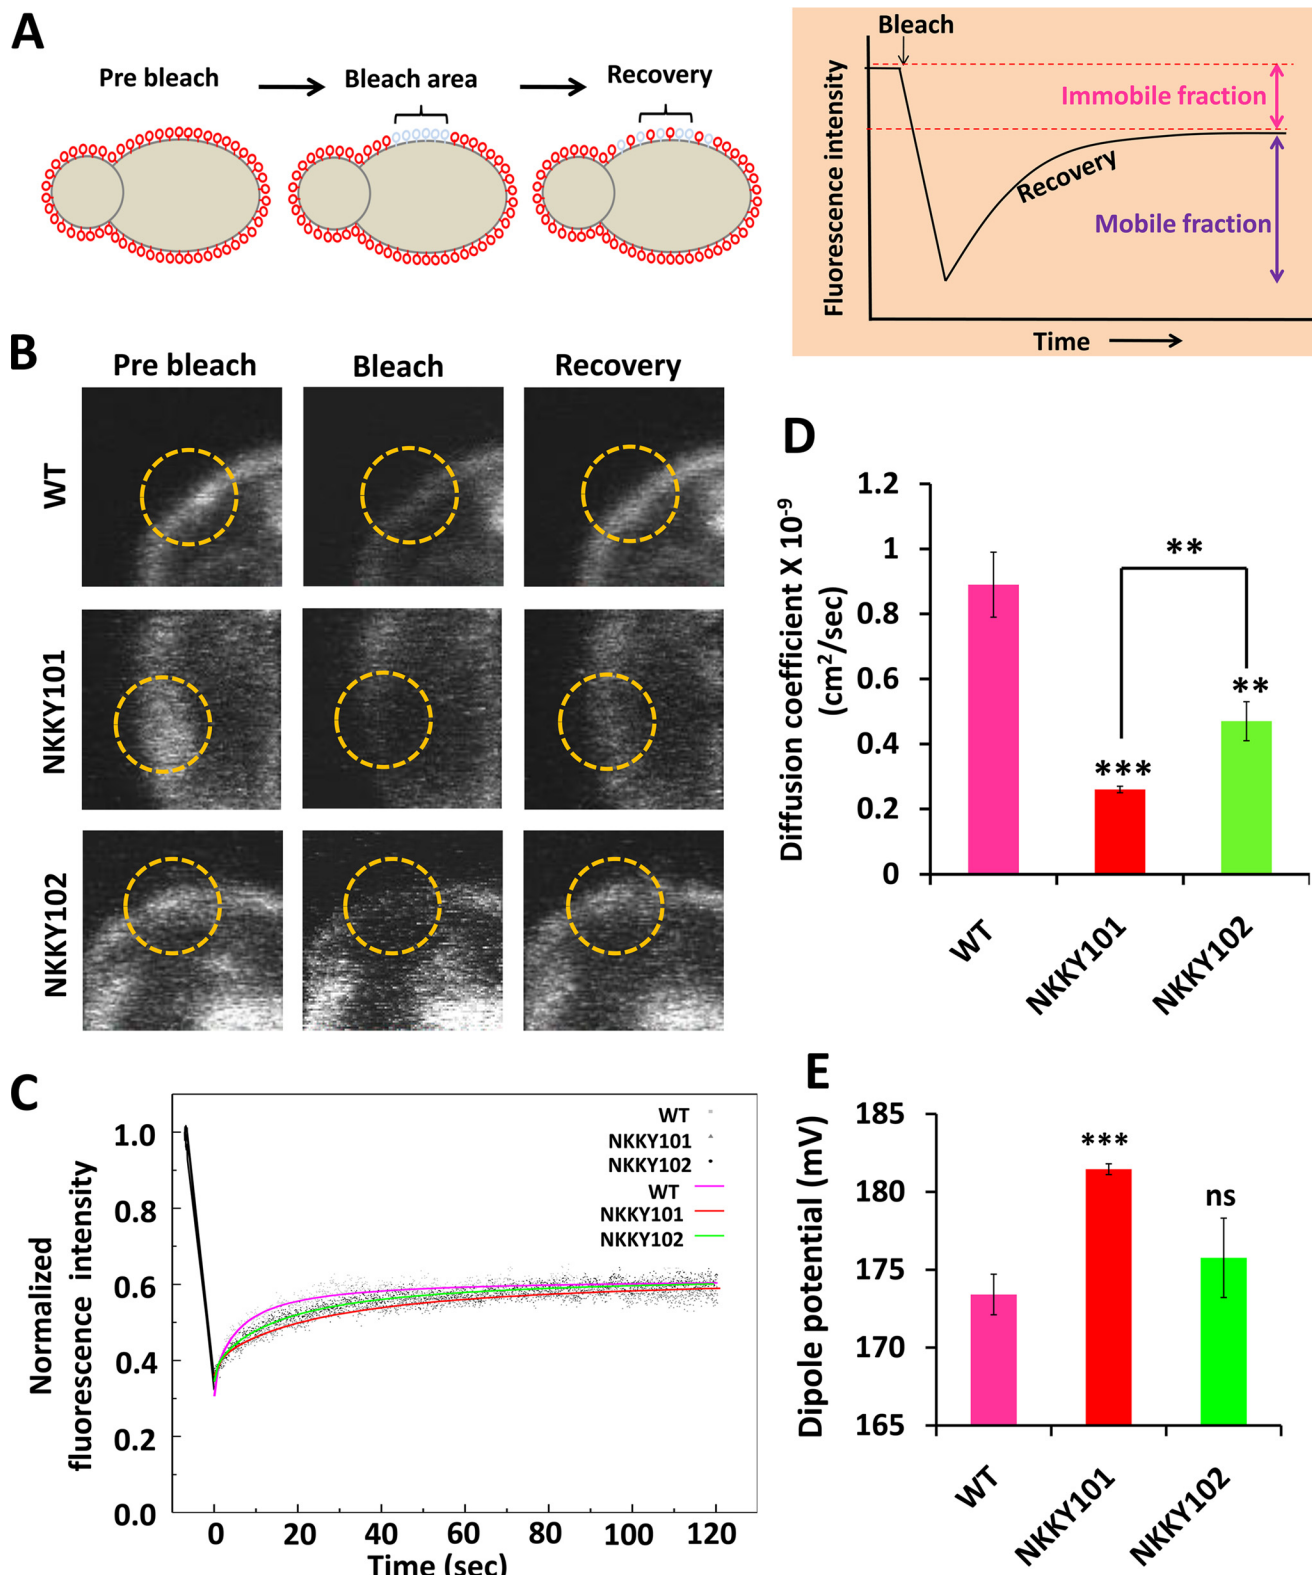 A
Pre bleach
Bleach area
Recovery
Bleach
Fluorescence intensity
Immobile fraction
Recovery
Mobile fraction
Time
B
Pre bleach
Bleach
Recovery
WT
NKKY101
NKKY102
C
Normalized
fluorescence intensity
1.0
0.8
0.6
0.4
0.2
0.0
WT
NKKY101
NKKY102
WT
NKKY101
NKKY102
0
20
40
60
80
100
120
Time (sec)
D
Diffusion coefficient X 10⁻⁹
(cm²/sec)
1.2
1
0.8
0.6
0.4
0.2
0
**
***
**
WT
NKKY101
NKKY102
E
Dipole potential (mV)
185
180
175
170
165
***
ns
WT
NKKY101
NKKY102